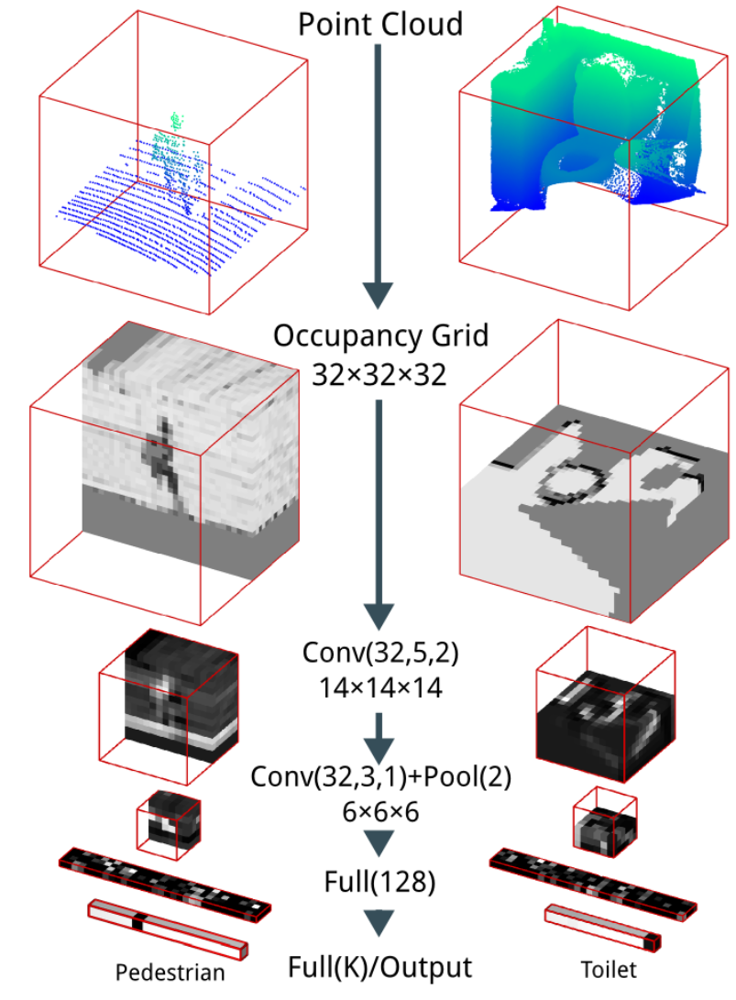 Point Cloud
Occupancy Grid
32×32×32
Conv(32,5,2)
14×14×14
Conv(32,3,1)+Pool(2)
6×6×6
Full(128)
Full(K)/Output
Pedestrian
Toilet